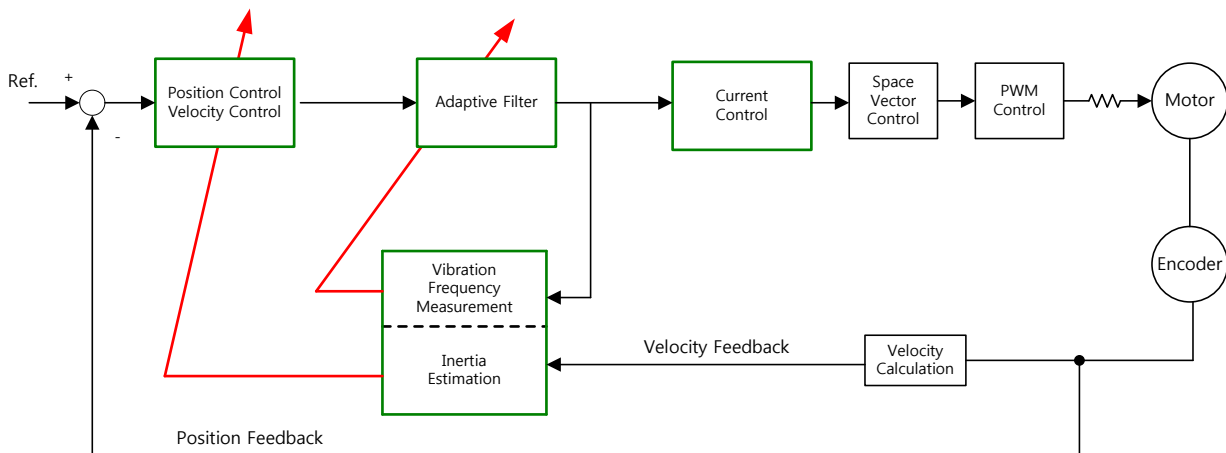 Ref.
+
-
Position Control
Velocity Control
Adaptive Filter
Current
Control
Space
Vector
Control
PWM
Control
Motor
Encoder
Vibration
Frequency
Measurement
Inertia
Estimation
Velocity Feedback
Velocity
Calculation
Position Feedback